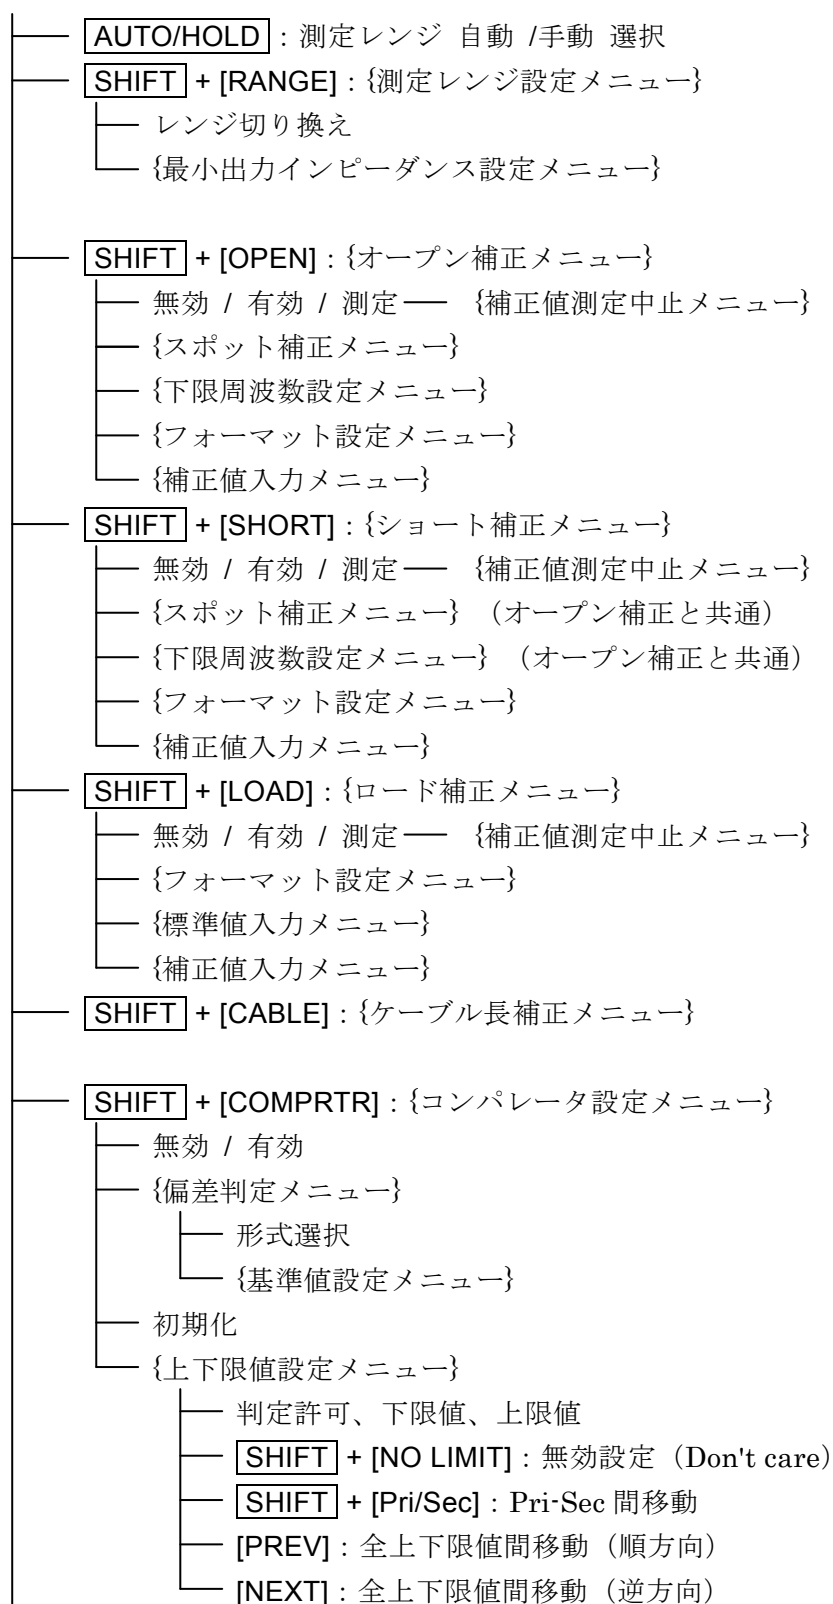 AUTO/HOLD：測定レンジ 自動 /手動 選択
SHIFT + [RANGE]：{測定レンジ設定メニュー}
レンジ切り換え
{最小出力インピーダンス設定メニュー}
SHIFT + [OPEN]：{オープン補正メニュー}
無効 / 有効 / 測定 {補正値測定中止メニュー}
{スポット補正メニュー}
{下限周波数設定メニュー}
{フォーマット設定メニュー}
{補正値入力メニュー}
SHIFT + [SHORT]：{ショート補正メニュー}
無効 / 有効 / 測定 {補正値測定中止メニュー}
{スポット補正メニュー}（オープン補正と共通）
{下限周波数設定メニュー}（オープン補正と共通）
{フォーマット設定メニュー}
{補正値入力メニュー}
SHIFT + [LOAD]：{ロード補正メニュー}
無効 / 有効 / 測定 {補正値測定中止メニュー}
{フォーマット設定メニュー}
{標準値入力メニュー}
{補正値入力メニュー}
SHIFT + [CABLE]：{ケーブル長補正メニュー}
SHIFT + [COMPRTR]：{コンパレータ設定メニュー}
無効 / 有効
{偏差判定メニュー}
形式選択
{基準値設定メニュー}
初期化
{上下限値設定メニュー}
判定許可、下限値、上限値
SHIFT + [NO LIMIT]：無効設定（Don't care）
SHIFT + [Pri/Sec]：Pri-Sec 間移動
[PREV]：全上下限値間移動（順方向）
[NEXT]：全上下限値間移動（逆方向）